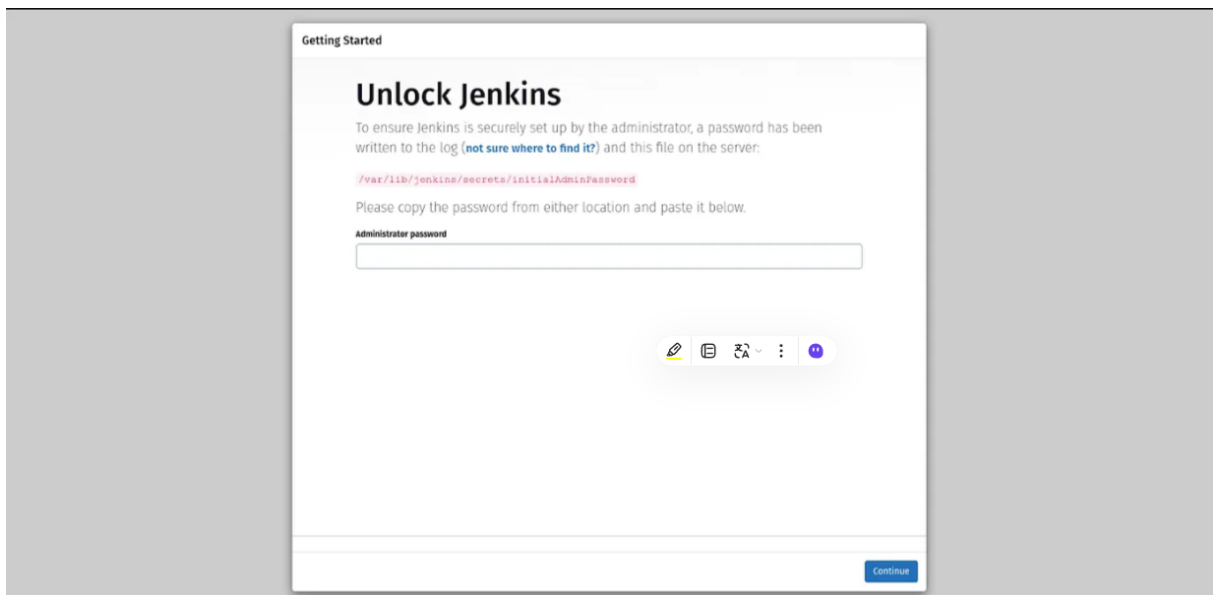 Getting Started
Unlock Jenkins
To ensure Jenkins is securely set up by the administrator, a password has been
written to the log (not sure where to find it?) and this file on the server:
/var/lib/jenkins/secrets/initialAdminPassword
Please copy the password from either location and paste it below.
Administrator password
Continue